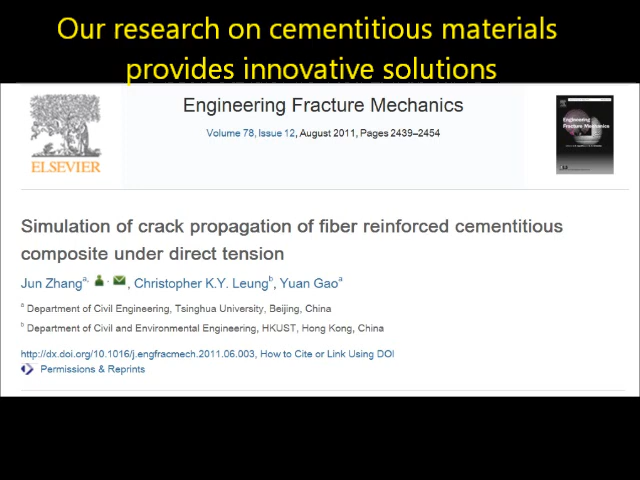 Our research on cementitious materials
provides innovative solutions
ELSEVIER
Engineering Fracture Mechanics
Volume 78, Issue 12, August 2011, Pages 2439–2454
Engineering
Fracture Mechanics
Simulation of crack propagation of fiber reinforced cementitious
composite under direct tension
Jun Zhangᵃ, , Christopher K.Y. Leungᵇ, Yuan Gaoᵃ
ᵃ Department of Civil Engineering, Tsinghua University, Beijing, China
ᵇ Department of Civil and Environmental Engineering, HKUST, Hong Kong, China
http://dx.doi.org/10.1016/j.engfracmech.2011.06.003, How to Cite or Link Using DOI
Permissions & Reprints